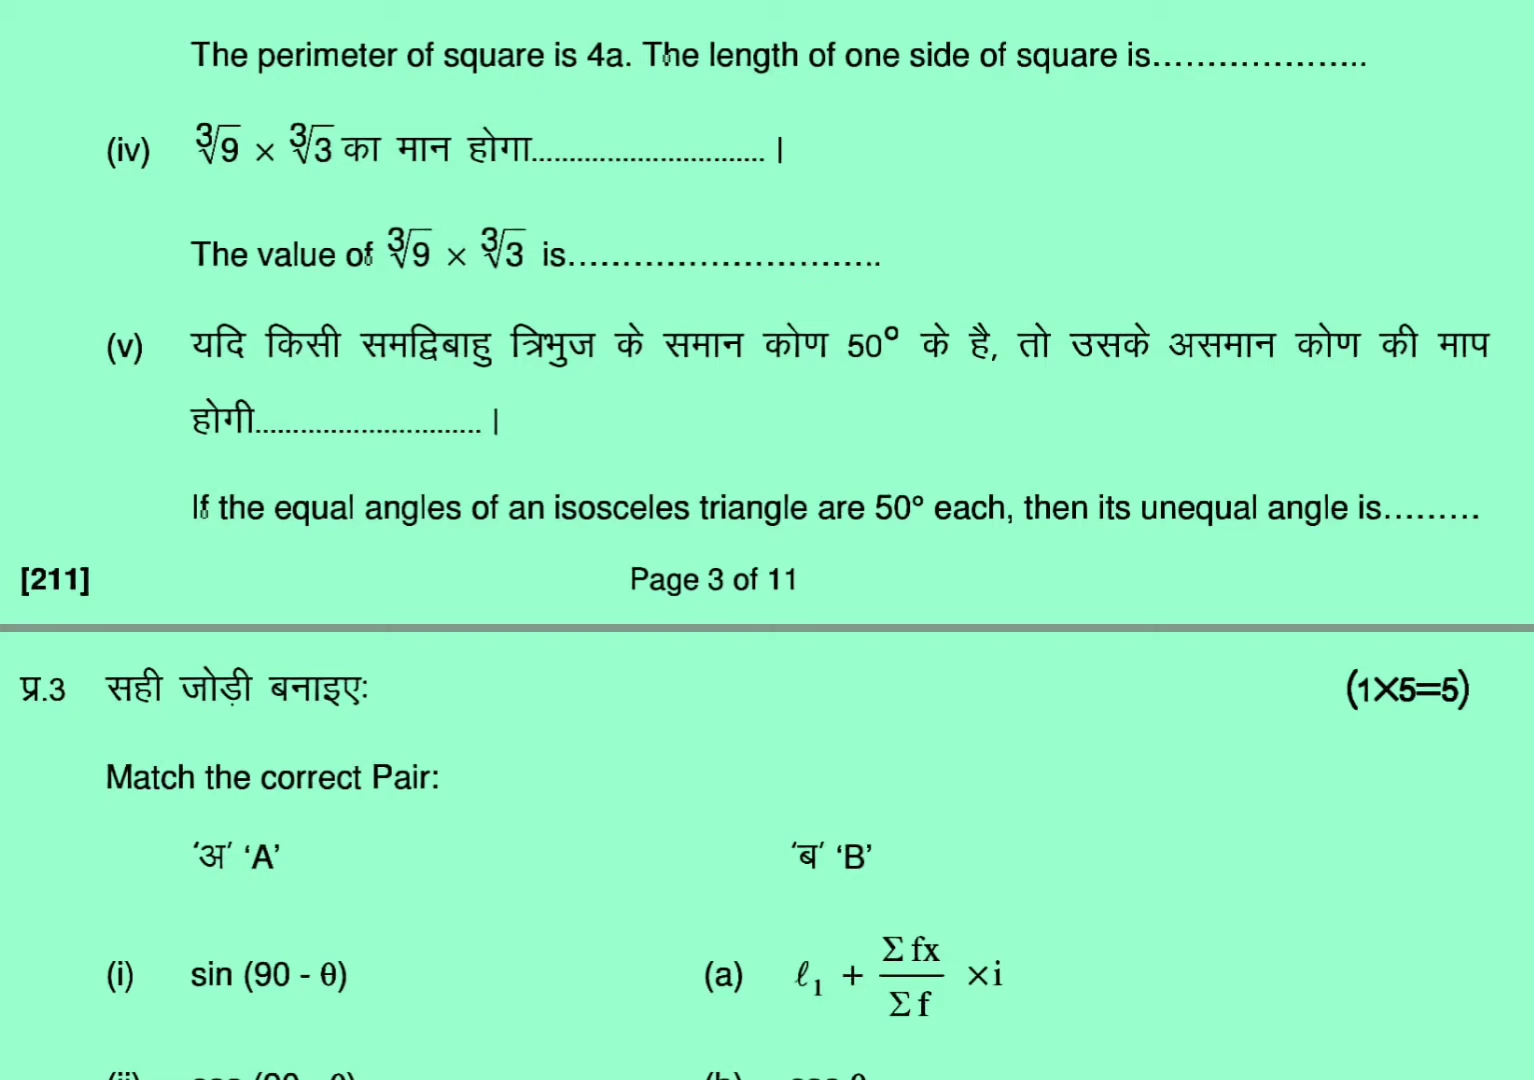 The perimeter of square is 4a. The length of one side of square is....................
(iv) ∛9 × ∛3 का मान होगा............................... |
The value of ∛9 × ∛3 is.............................
(v) यदि किसी समद्विबाहु त्रिभुज के समान कोण 50° के है, तो उसके असमान कोण की माप
होगी.............................. |
If the equal angles of an isosceles triangle are 50° each, then its unequal angle is.........
[211] Page 3 of 11
प्र.3 सही जोड़ी बनाइए: (1×5=5)
Match the correct Pair:
‘अ’ ‘A’ ‘ब’ ‘B’
(i) sin (90 - θ) (a) ℓ₁ + Σ fx / Σ f × i